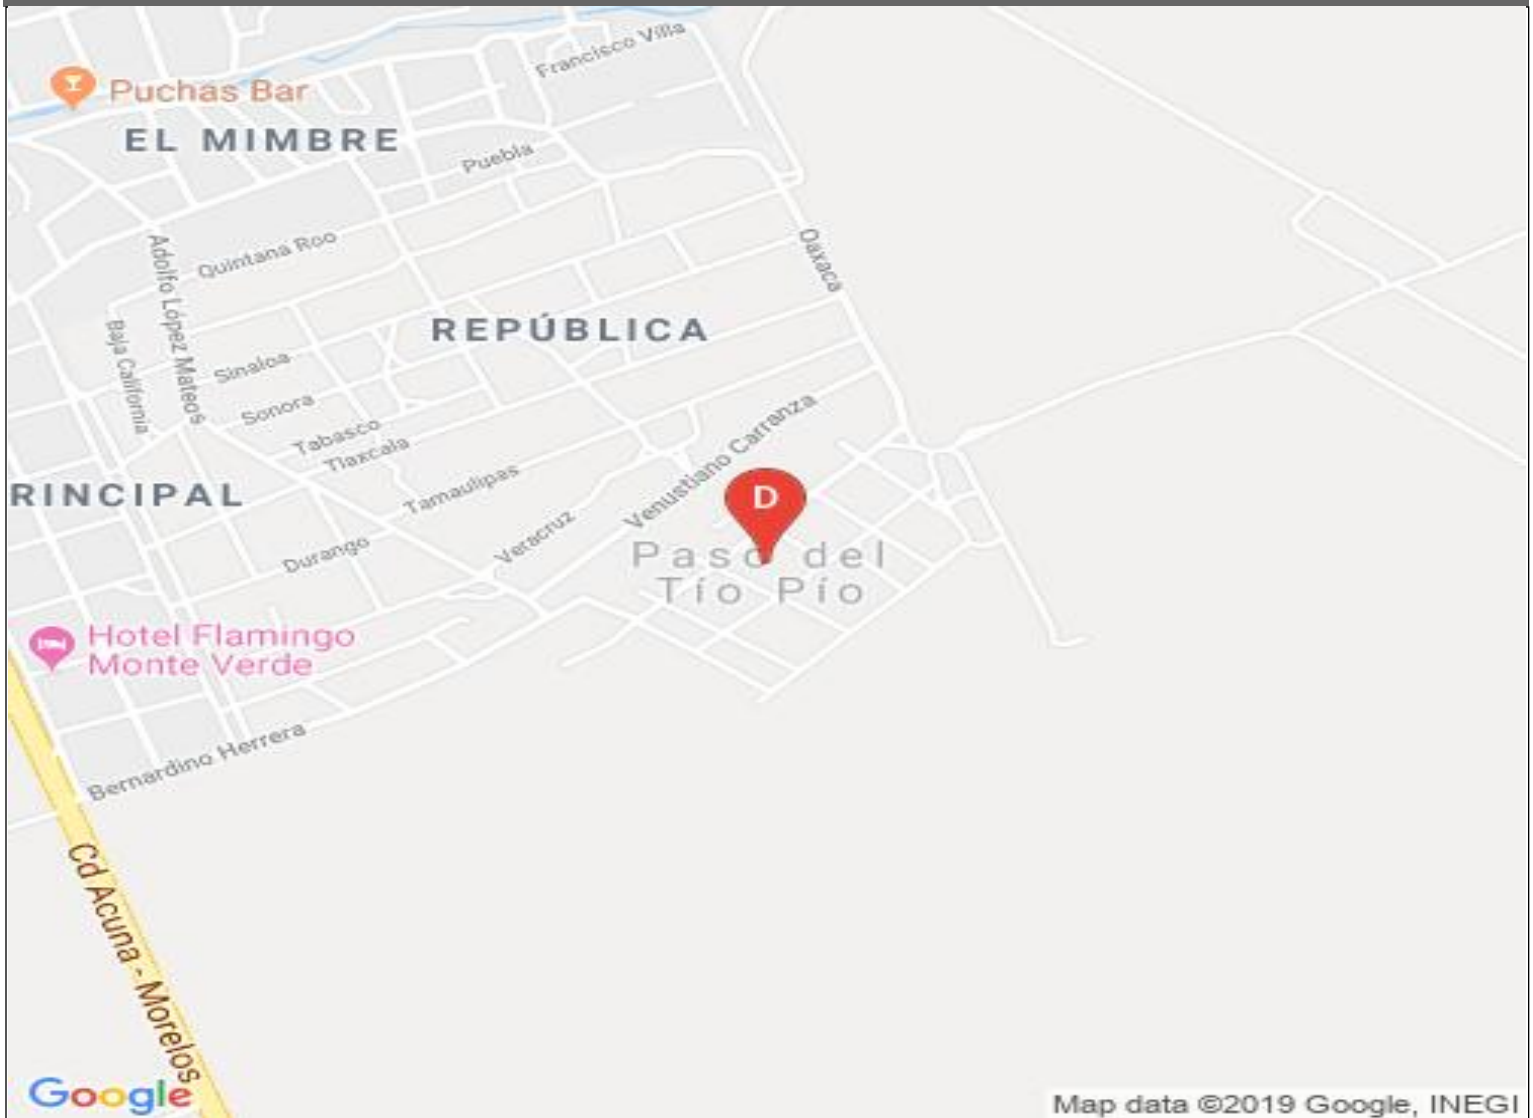 Francisco Villa
Puchas Bar
EL MIMBRE
Puebla
Quintana Roo
Adolfo López Mateos
Oaxaca
Baja California
REPÚBLICA
Sinaloa
Sonora
Tabasco
Tlaxcala
Venustiano Carranza
RINCIPAL
Tamaulipas
D
Veracruz
Durango
Paso del
Tío Pío
Hotel Flamingo
Monte Verde
Bernardino Herrera
Cd Acuna - Morelos
Google
Map data ©2019 Google, INEGI